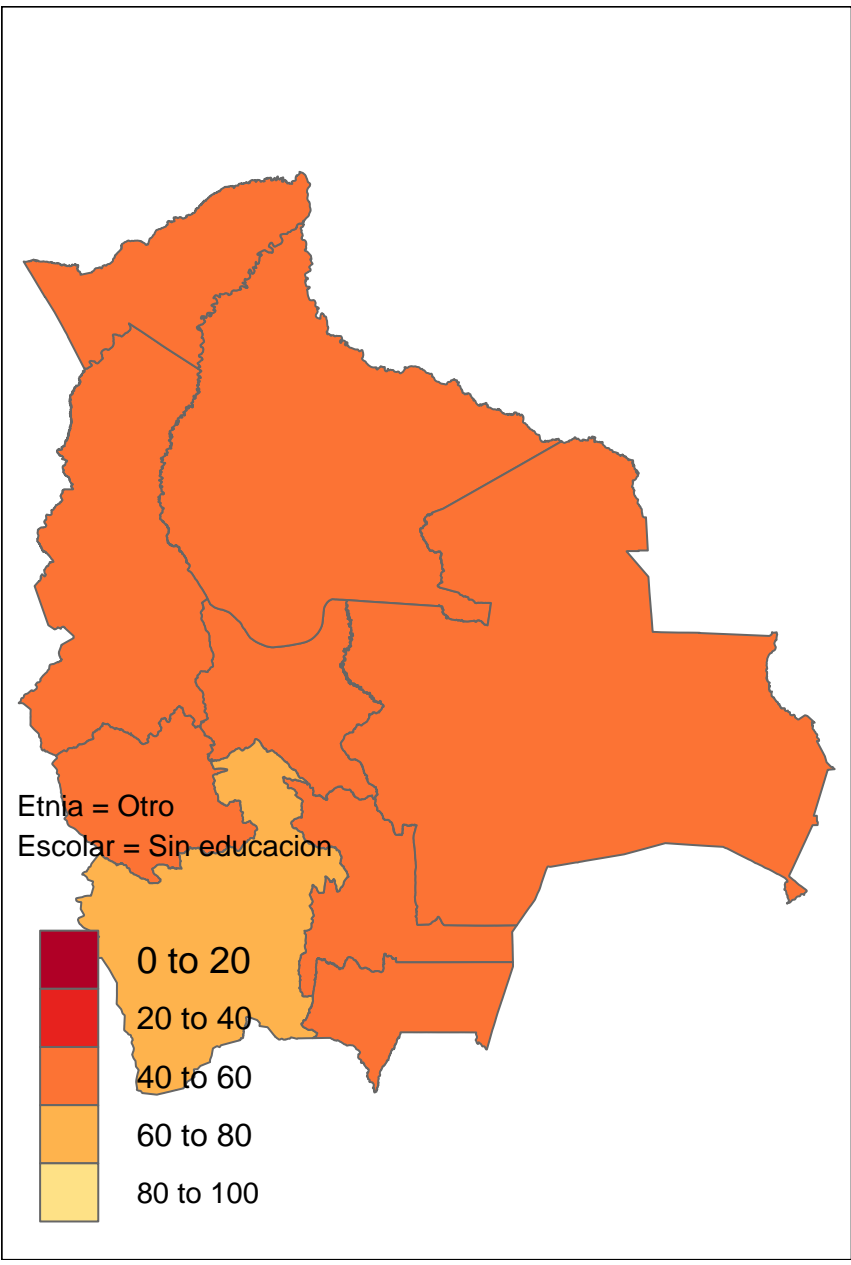 Etnia = Otro
Escolar = Sin educacion
0 to 20
20 to 40
40 to 60
60 to 80
80 to 100